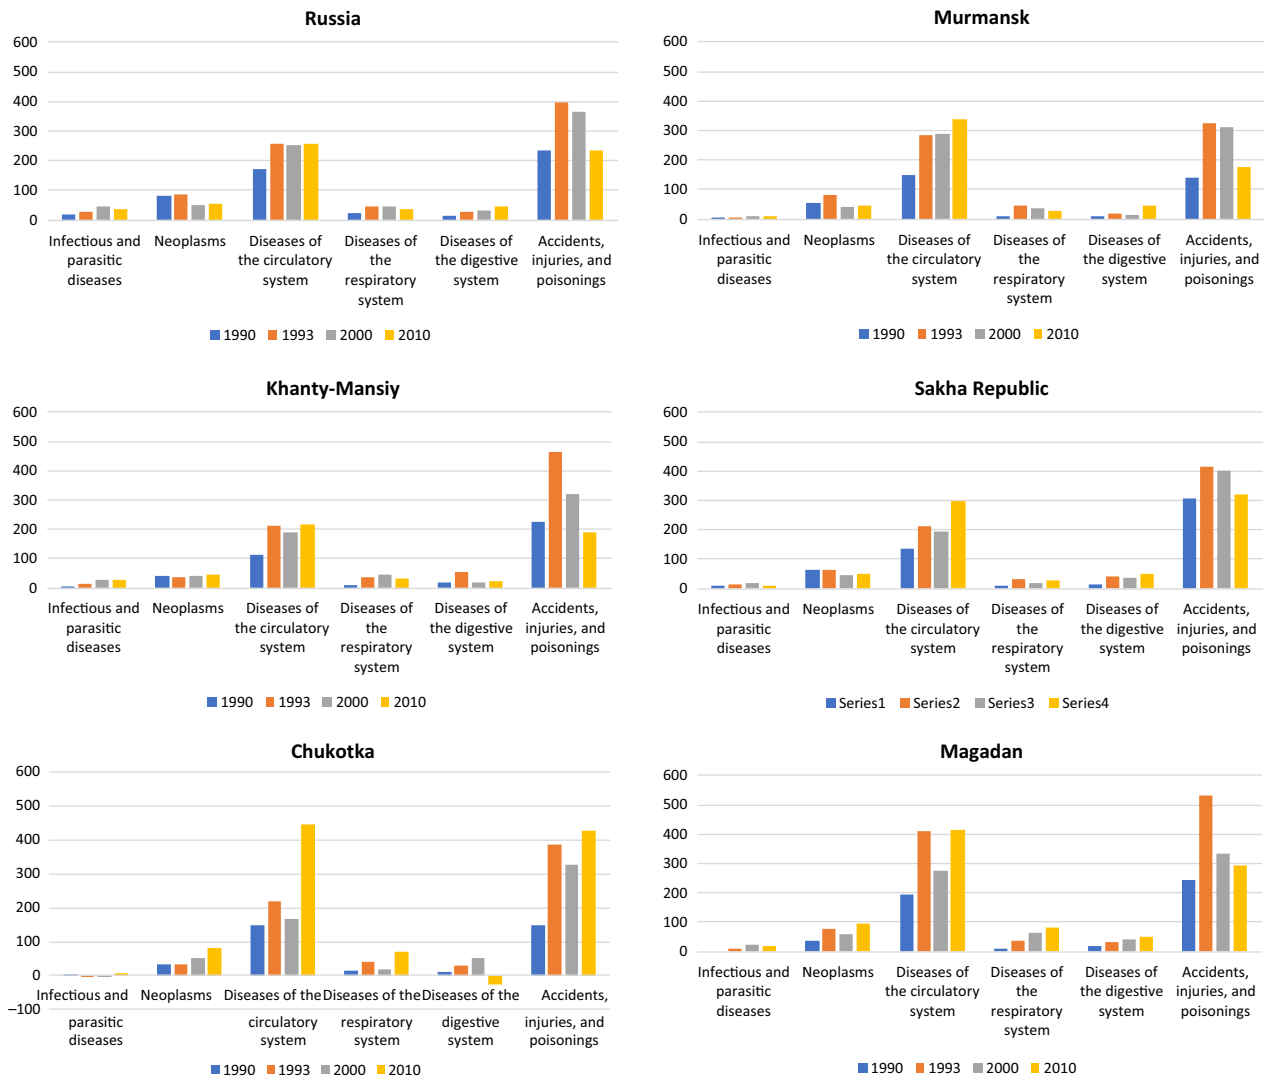 Russia
600
500
400
300
200
100
0
Infectious and
parasitic
diseases
Neoplasms
Diseases of
the circulatory
system
Diseases of
the
respiratory
system
Diseases of
the digestive
system
Accidents,
injuries, and
poisonings
1990 1993 2000 2010
Murmansk
600
500
400
300
200
100
0
Infectious and
parasitic
diseases
Neoplasms
Diseases of
the circulatory
system
Diseases of
the
respiratory
system
Diseases of
the digestive
system
Accidents,
injuries, and
poisonings
1990 1993 2000 2010
Khanty-Mansiy
600
500
400
300
200
100
0
Infectious and
parasitic
diseases
Neoplasms
Diseases of
the circulatory
system
Diseases of
the
respiratory
system
Diseases of
the digestive
system
Accidents,
injuries, and
poisonings
1990 1993 2000 2010
Sakha Republic
600
500
400
300
200
100
0
Infectious and
parasitic
diseases
Neoplasms
Diseases of
the circulatory
system
Diseases of
the
respiratory
system
Diseases of
the digestive
system
Accidents,
injuries, and
poisonings
Series1 Series2 Series3 Series4
Chukotka
600
500
400
300
200
100
0
–100
Infectious and
parasitic
diseases
Neoplasms
Diseases of the
circulatory
system
Diseases of the
respiratory
system
Diseases of the
digestive
system
Accidents,
injuries, and
poisonings
1990 1993 2000 2010
Magadan
600
500
400
300
200
100
0
Infectious and
parasitic
diseases
Neoplasms
Diseases of
the circulatory
system
Diseases of
the
respiratory
system
Diseases of
the digestive
system
Accidents,
injuries, and
poisonings
1990 1993 2000 2010